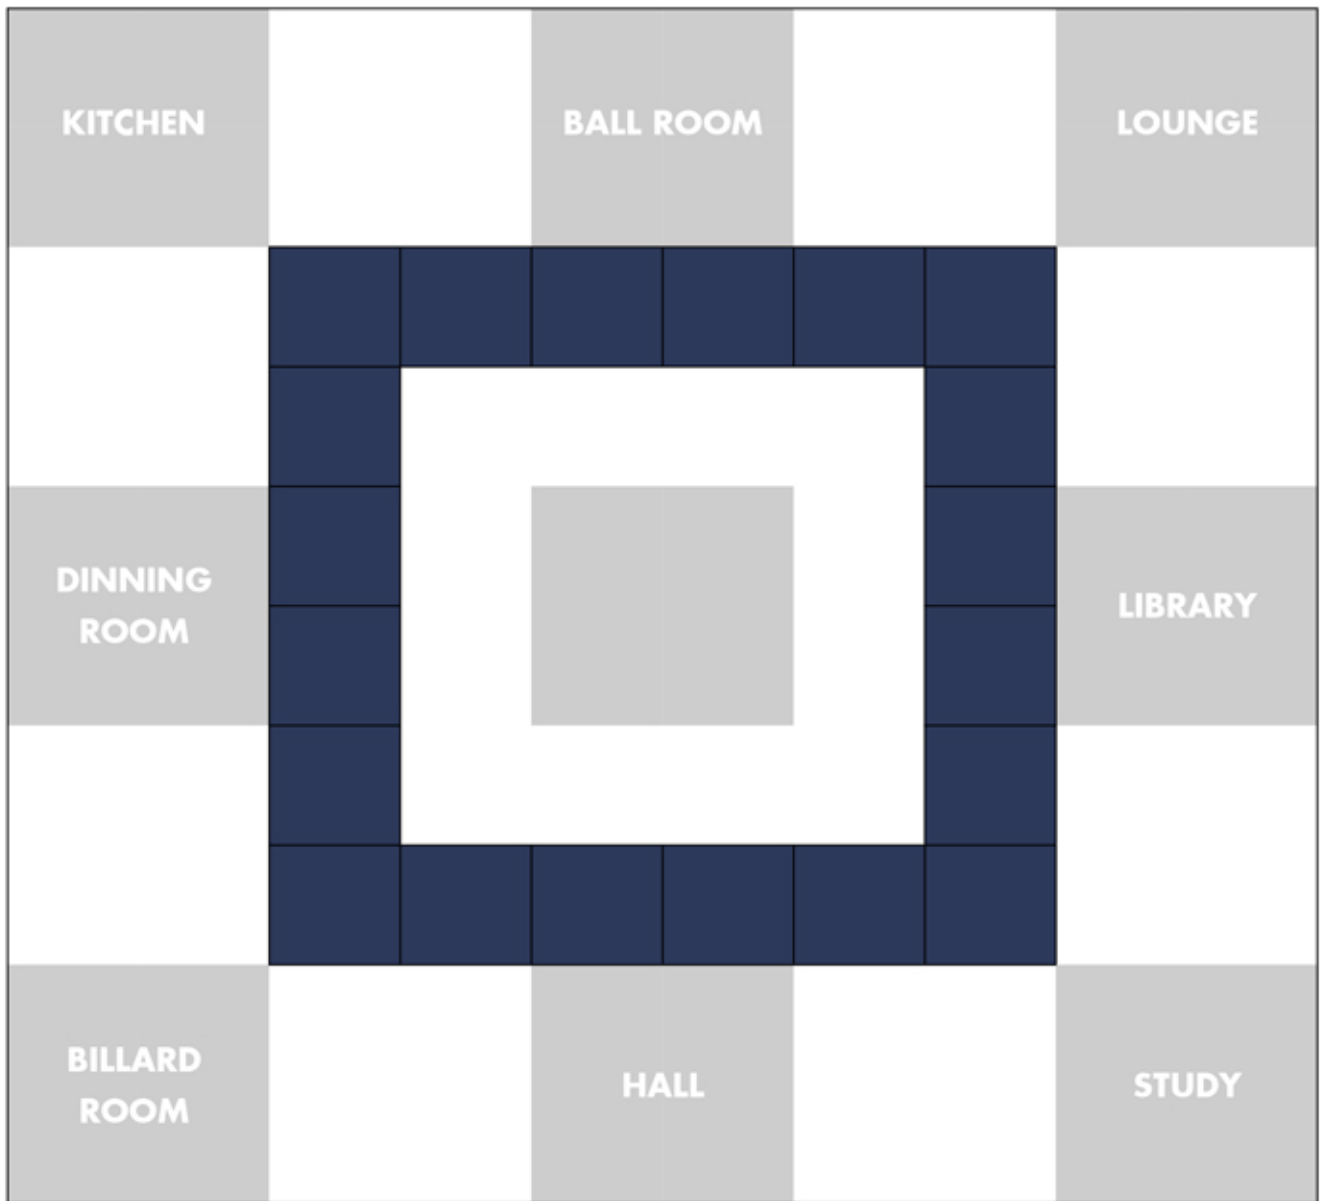 KITCHEN
BALL ROOM
LOUNGE
DINNING
ROOM
LIBRARY
BILLARD
ROOM
HALL
STUDY